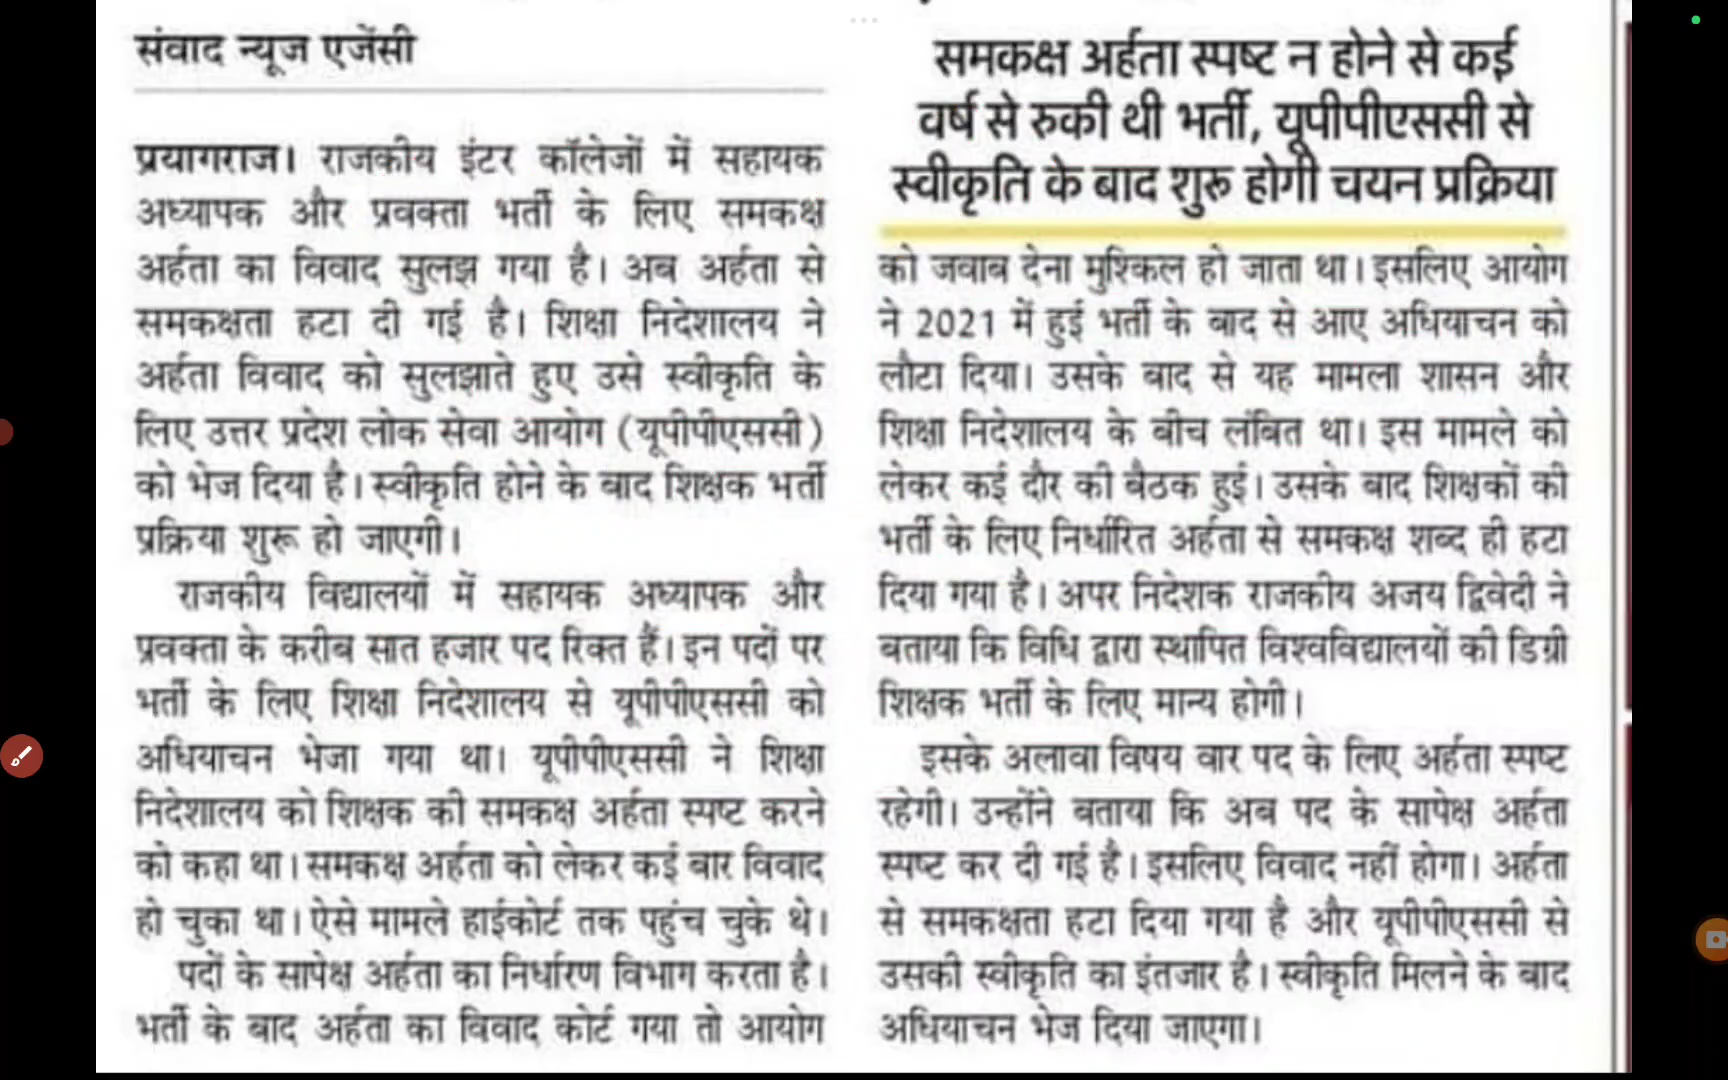 संवाद न्यूज एजेंसी
प्रयागराज। राजकीय इंटर कॉलेजों में सहायक
अध्यापक और प्रवक्ता भर्ती के लिए समकक्ष
अर्हता का विवाद सुलझ गया है। अब अर्हता से
समकक्षता हटा दी गई है। शिक्षा निदेशालय ने
अर्हता विवाद को सुलझाते हुए उसे स्वीकृति के
लिए उत्तर प्रदेश लोक सेवा आयोग (यूपीपीएससी)
को भेज दिया है। स्वीकृति होने के बाद शिक्षक भर्ती
प्रक्रिया शुरू हो जाएगी।
राजकीय विद्यालयों में सहायक अध्यापक और
प्रवक्ता के करीब सात हजार पद रिक्त हैं। इन पदों पर
भर्ती के लिए शिक्षा निदेशालय से यूपीपीएससी को
अधियाचन भेजा गया था। यूपीपीएससी ने शिक्षा
निदेशालय को शिक्षक की समकक्ष अर्हता स्पष्ट करने
को कहा था। समकक्ष अर्हता को लेकर कई बार विवाद
हो चुका था। ऐसे मामले हाईकोर्ट तक पहुंच चुके थे।
पदों के सापेक्ष अर्हता का निर्धारण विभाग करता है।
भर्ती के बाद अर्हता का विवाद कोर्ट गया तो आयोग
समकक्ष अर्हता स्पष्ट न होने से कई
वर्ष से रुकी थी भर्ती, यूपीपीएससी से
स्वीकृति के बाद शुरू होगी चयन प्रक्रिया
को जवाब देना मुश्किल हो जाता था। इसलिए आयोग
ने 2021 में हुई भर्ती के बाद से आए अधियाचन को
लौटा दिया। उसके बाद से यह मामला शासन और
शिक्षा निदेशालय के बीच लंबित था। इस मामले को
लेकर कई दौर की बैठक हुई। उसके बाद शिक्षकों की
भर्ती के लिए निर्धारित अर्हता से समकक्ष शब्द ही हटा
दिया गया है। अपर निदेशक राजकीय अजय द्विवेदी ने
बताया कि विधि द्वारा स्थापित विश्वविद्यालयों की डिग्री
शिक्षक भर्ती के लिए मान्य होगी।
इसके अलावा विषय वार पद के लिए अर्हता स्पष्ट
रहेगी। उन्होंने बताया कि अब पद के सापेक्ष अर्हता
स्पष्ट कर दी गई है। इसलिए विवाद नहीं होगा। अर्हता
से समकक्षता हटा दिया गया है और यूपीपीएससी से
उसकी स्वीकृति का इंतजार है। स्वीकृति मिलने के बाद
अधियाचन भेज दिया जाएगा।